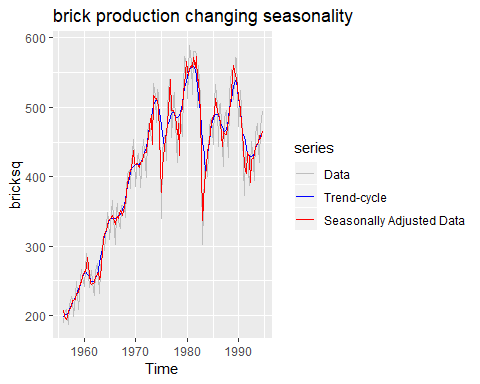 brick production changing seasonality
600
500
400
300
200
bricksq
1960
1970
1980
1990
Time
series
Data
Trend-cycle
Seasonally Adjusted Data